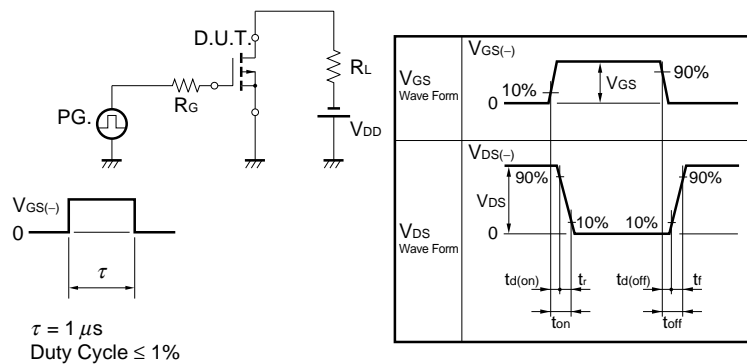 D.U.T.
RL
RG
PG.
VDD
VGS(−)
0
τ
τ = 1 μs
Duty Cycle ≤ 1%
VGS
Wave Form
VGS(−)
10%
VGS
90%
0
VDS
Wave Form
VDS(−)
90%
90%
VDS
10%
10%
0
td(on)
tr
td(off)
tf
ton
toff